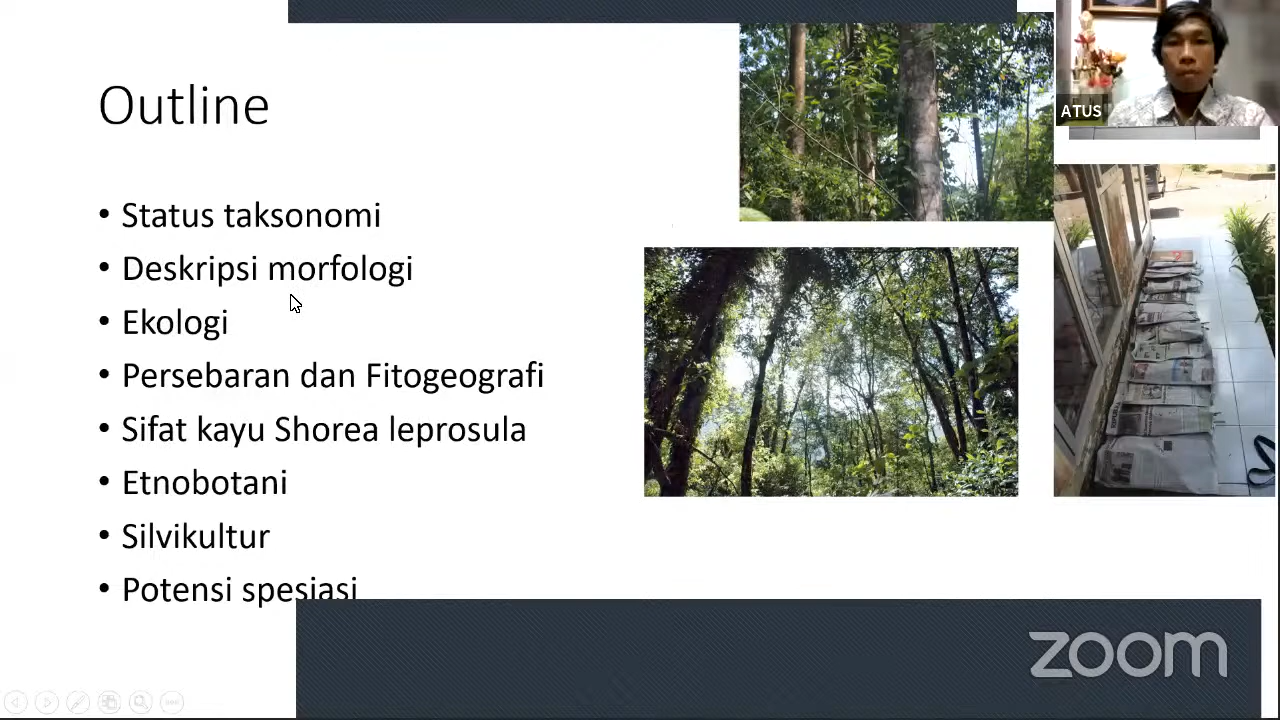 Outline
• Status taksonomi
• Deskripsi morfologi
• Ekologi
• Persebaran dan Fitogeografi
• Sifat kayu Shorea leprosula
• Etnobotani
• Silvikultur
• Potensi spesiasi
ATUS
zoom